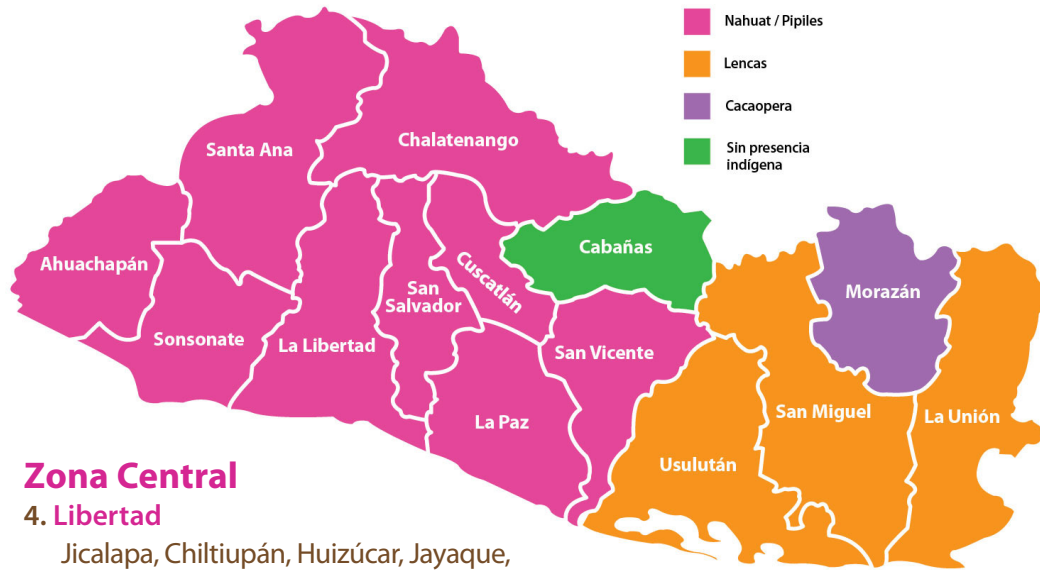 Nahuat / Pipiles
Lencas
Cacaopera
Sin presencia
indígena
Santa Ana
Chalatenango
Ahuachapán
Sonsonate
La Libertad
San
Salvador
Cuscatlán
Cabañas
San Vicente
La Paz
Morazán
San Miguel
La Unión
Usulután
Zona Central
4. Libertad
Jicalapa, Chiltiupán, Huizúcar, Jayaque,